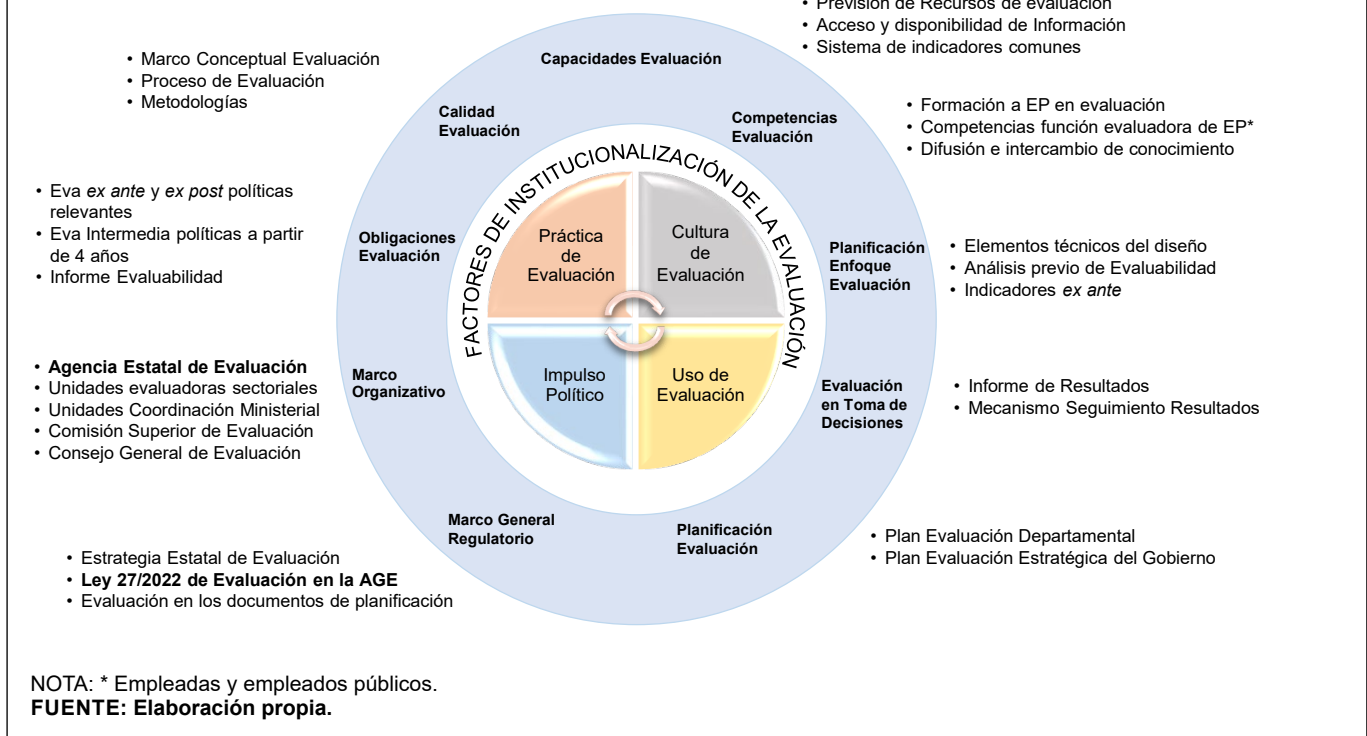 • Previsión de Recursos de evaluación
• Acceso y disponibilidad de Información
• Sistema de indicadores comunes
Capacidades Evaluación
• Marco Conceptual Evaluación
• Proceso de Evaluación
• Metodologías
Calidad
Evaluación
Competencias
Evaluación
• Formación a EP en evaluación
• Competencias función evaluadora de EP*
• Difusión e intercambio de conocimiento
FACTORES DE INSTITUCIONALIZACIÓN DE LA EVALUACIÓN
• Eva ex ante y ex post políticas
relevantes
• Eva Intermedia políticas a partir
de 4 años
• Informe Evaluabilidad
Obligaciones
Evaluación
Práctica
de
Evaluación
Cultura
de
Evaluación
Planificación
Enfoque
Evaluación
• Elementos técnicos del diseño
• Análisis previo de Evaluabilidad
• Indicadores ex ante
• Agencia Estatal de Evaluación
• Unidades evaluadoras sectoriales
• Unidades Coordinación Ministerial
• Comisión Superior de Evaluación
• Consejo General de Evaluación
Marco
Organizativo
Impulso
Político
Uso de
Evaluación
Evaluación
en Toma de
Decisiones
• Informe de Resultados
• Mecanismo Seguimiento Resultados
Marco General
Regulatorio
Planificación
Evaluación
• Plan Evaluación Departamental
• Plan Evaluación Estratégica del Gobierno
• Estrategia Estatal de Evaluación
• Ley 27/2022 de Evaluación en la AGE
• Evaluación en los documentos de planificación
NOTA: * Empleadas y empleados públicos.
FUENTE: Elaboración propia.